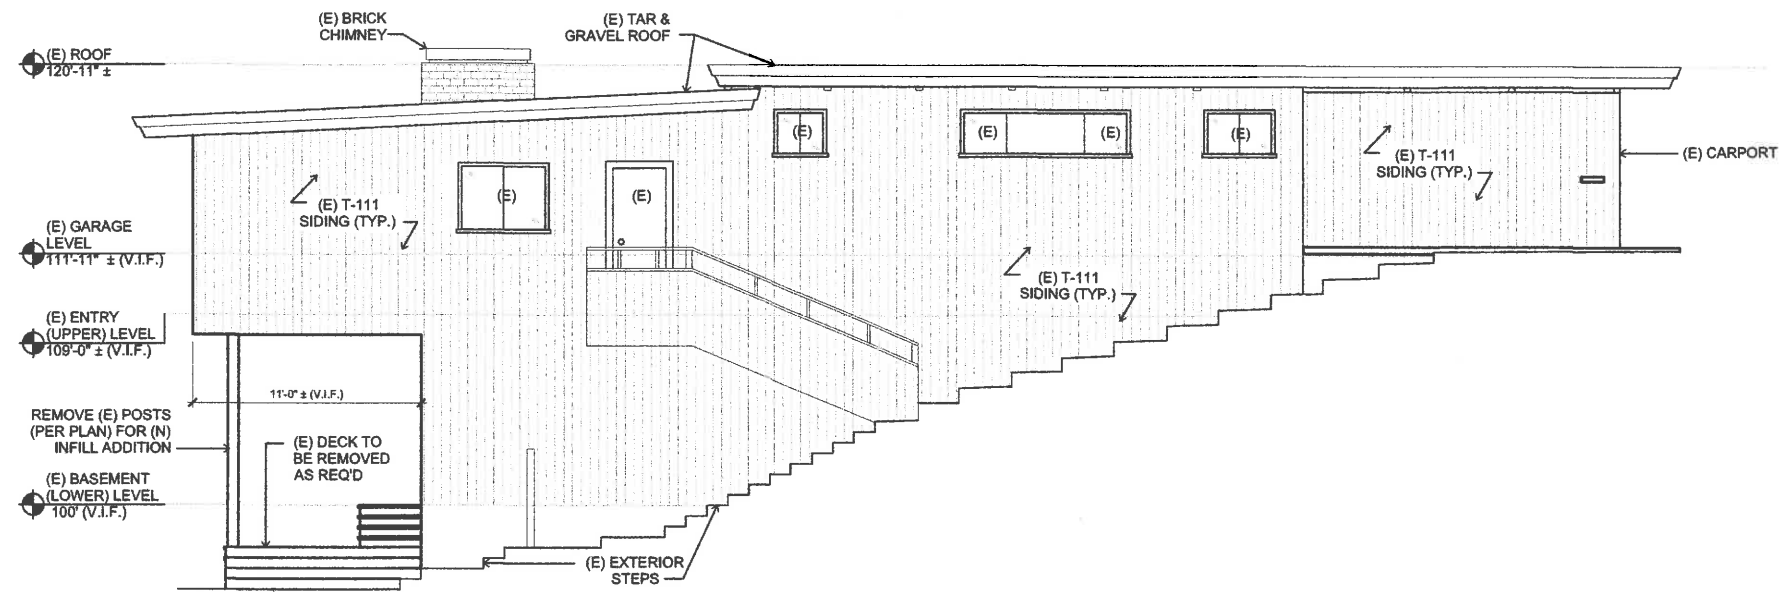 (E) BRICK
CHIMNEY
(E) TAR &
GRAVEL ROOF
(E) ROOF
120'-11" ±
(E)
(E)
(E)
(E)
(E) T-111
SIDING (TYP.)
(E) CARPORT
(E)
(E)
(E) T-111
SIDING (TYP.)
(E) GARAGE
LEVEL
111'-11" ± (V.I.F.)
(E) T-111
SIDING (TYP.)
(E) ENTRY
(UPPER) LEVEL
109'-0" ± (V.I.F.)
11'-0" ± (V.I.F.)
REMOVE (E) POSTS
(PER PLAN) FOR (N)
INFILL ADDITION
(E) DECK TO
BE REMOVED
AS REQ'D
(E) BASEMENT
(LOWER) LEVEL
100' (V.I.F.)
(E) EXTERIOR
STEPS